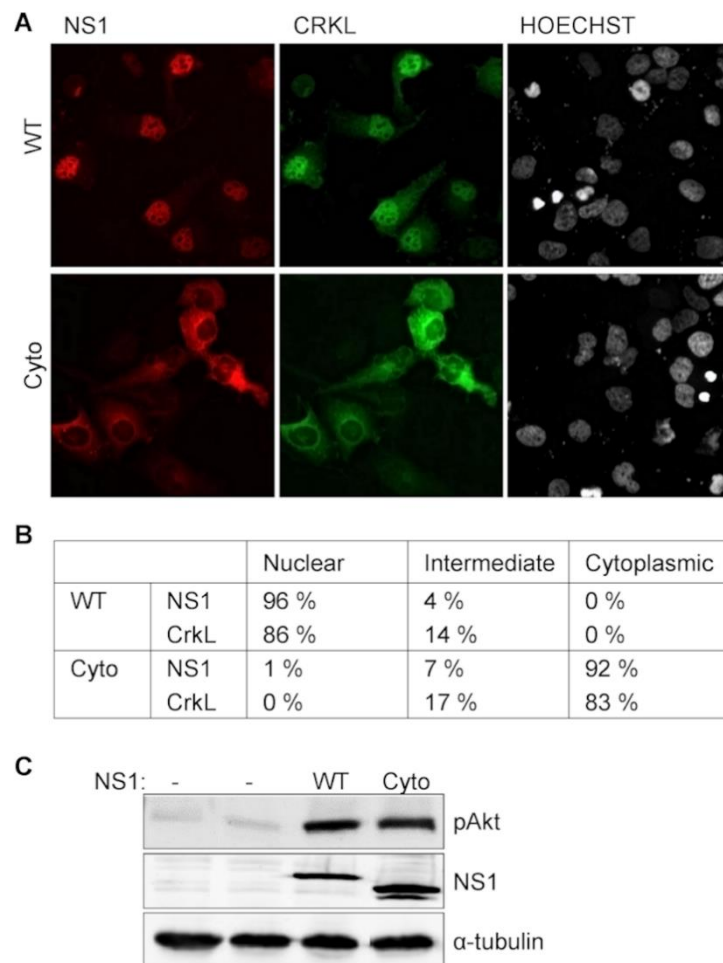 A NS1 CRKL HOECHST
WT
Cyto
B
Nuclear Intermediate Cytoplasmic
WT NS1 96 % 4 % 0 %
CrkL 86 % 14 % 0 %
Cyto NS1 1 % 7 % 92 %
CrkL 0 % 17 % 83 %
C
NS1: - - WT Cyto
pAkt
NS1
α-tubulin